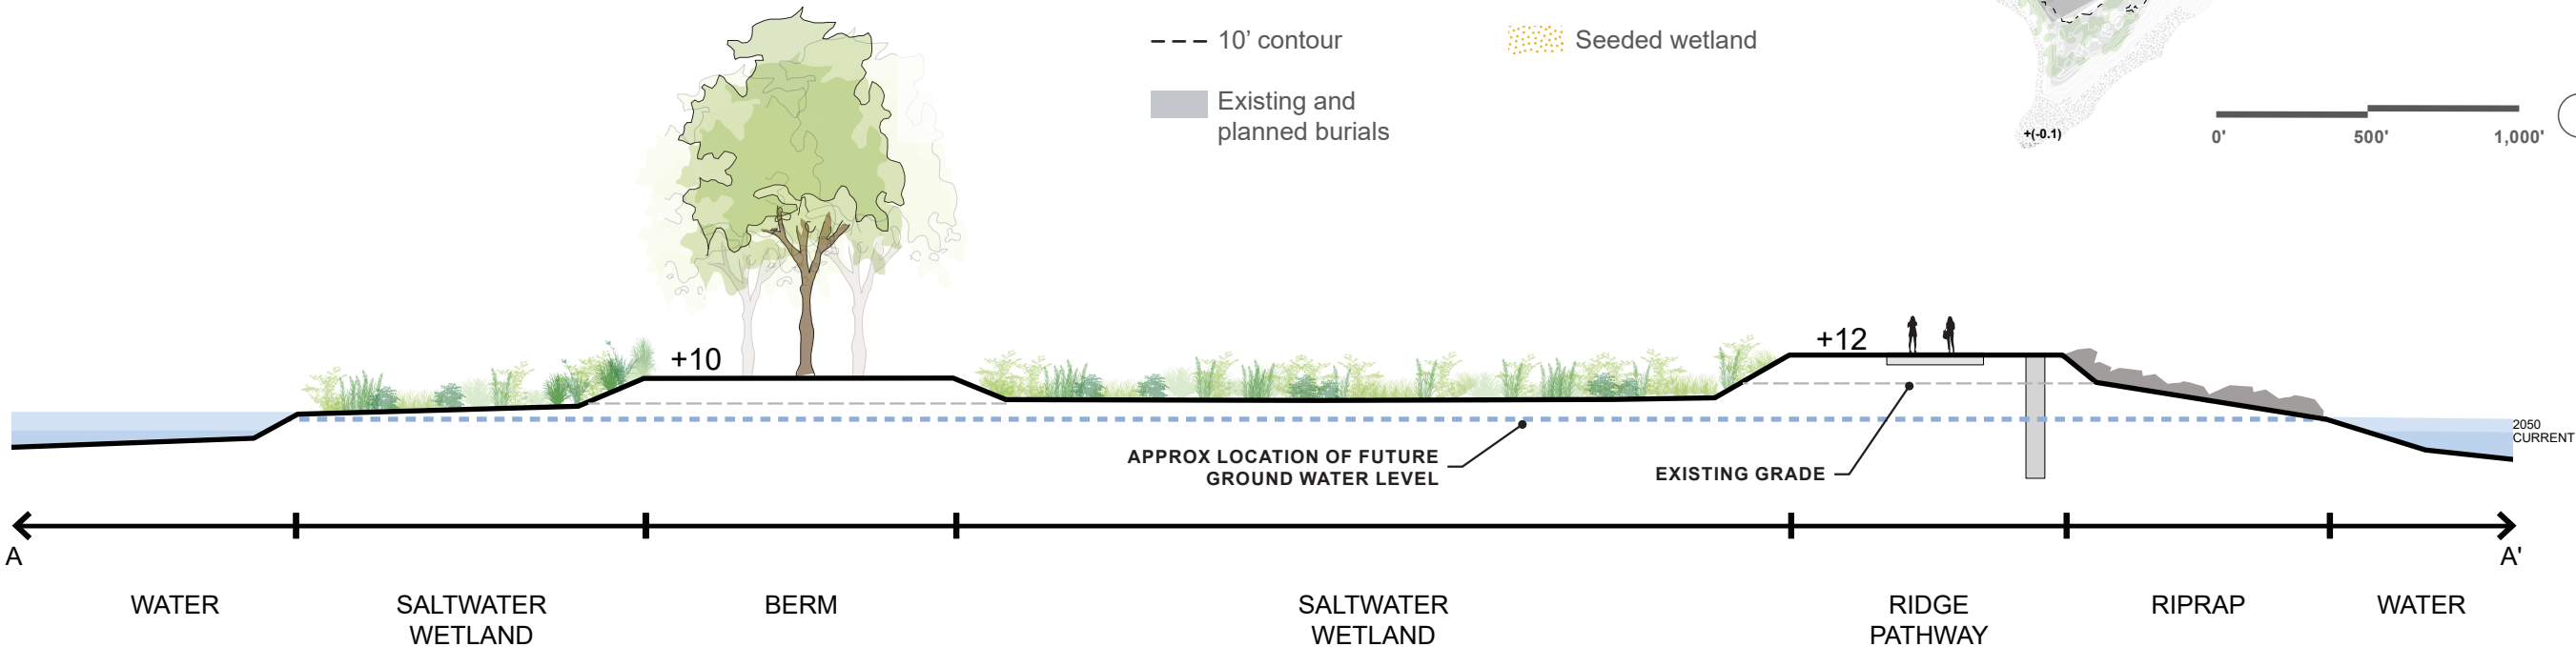 10’ contour
Seeded wetland
Existing and
planned burials
+(-0.1)
0'
500'
1,000'
+10
+12
2050
CURRENT
APPROX LOCATION OF FUTURE
GROUND WATER LEVEL
EXISTING GRADE
A
A'
WATER
SALTWATER
WETLAND
BERM
SALTWATER
WETLAND
RIDGE
PATHWAY
RIPRAP
WATER